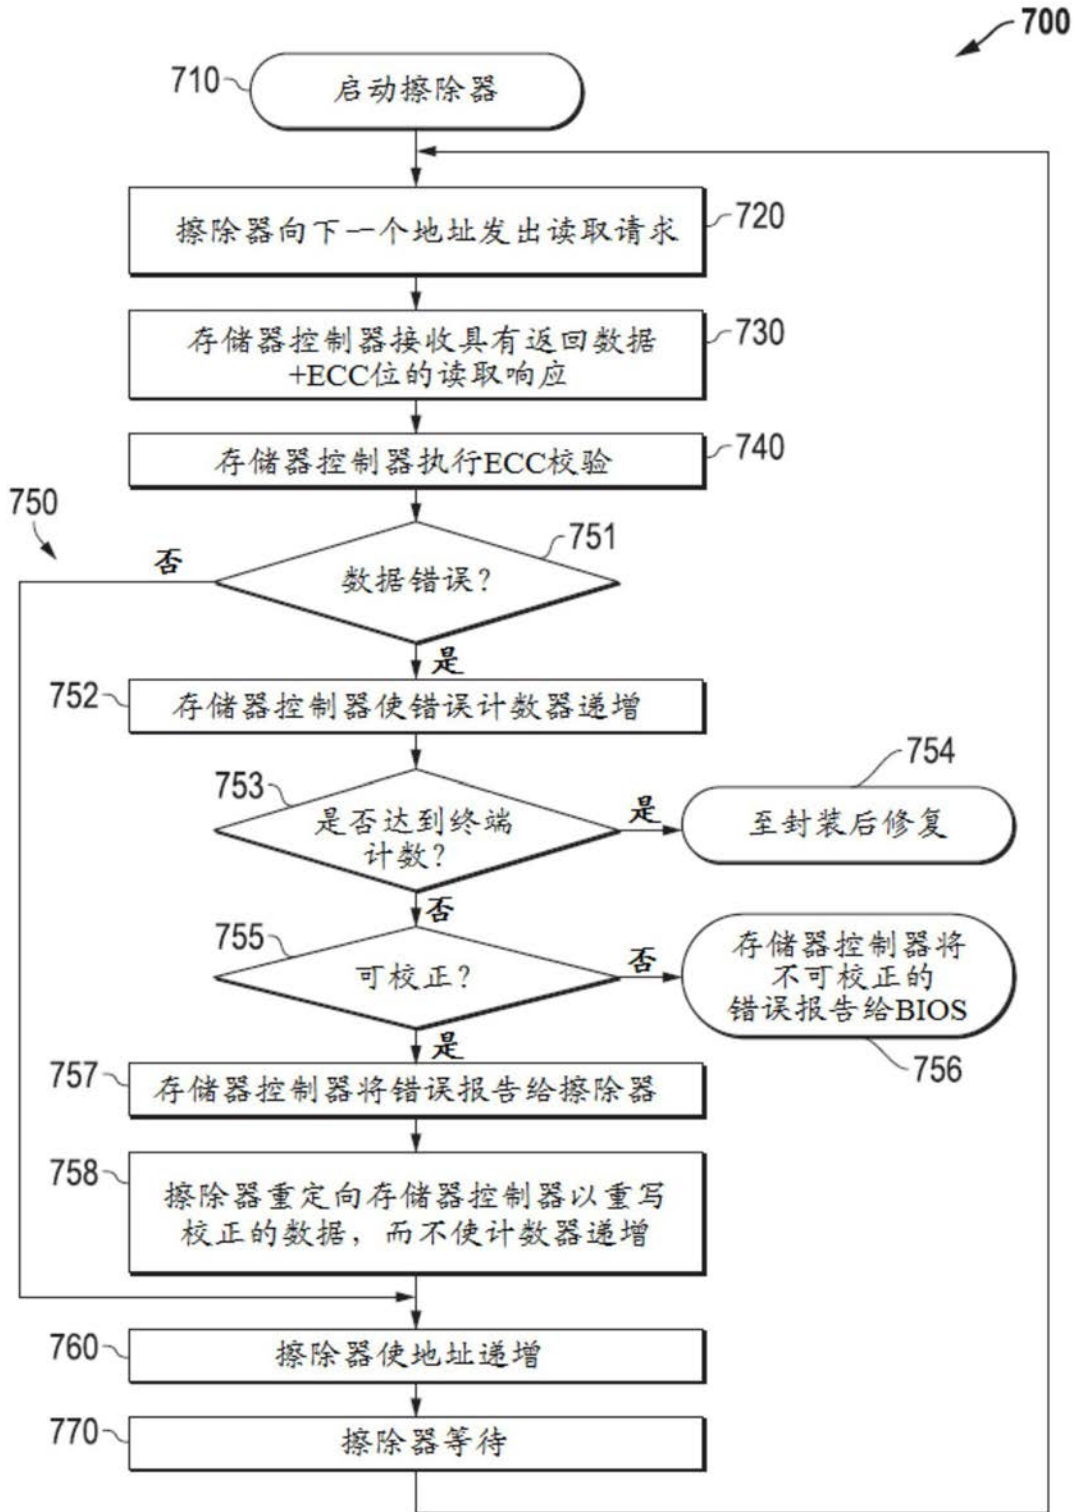 700
710
启动擦除器
擦除器向下一个地址发出读取请求
720
存储器控制器接收具有返回数据
+ECC位的读取响应
730
存储器控制器执行ECC校验
740
750
751
数据错误？
否
是
752
存储器控制器使错误计数器递增
753
是否达到终端
计数？
是
754
至封装后修复
否
755
可校正？
否
存储器控制器将
不可校正的
错误报告给BIOS
756
是
757
存储器控制器将错误报告给擦除器
758
擦除器重定向存储器控制器以重写
校正的数据，而不使计数器递增
760
擦除器使地址递增
770
擦除器等待